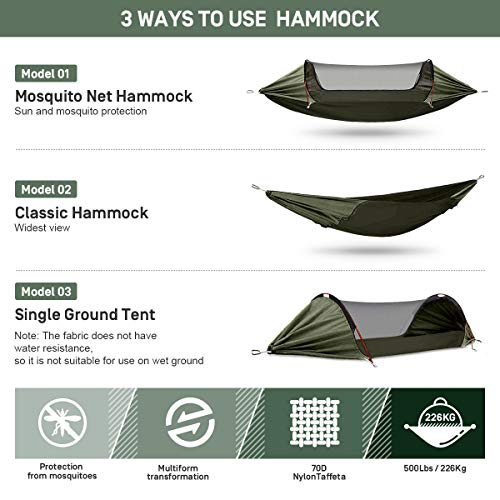 3 WAYS TO USE HAMMOCK
Model 01
Mosquito Net Hammock
Sun and mosquito protection
Model 02
Classic Hammock
Widest view
Model 03
Single Ground Tent
Note: The fabric does not have
water resistance,
so it is not suitable for use on wet ground
226KG
Protection
from mosquitoes
Multiform
transformation
70D
NylonTaffeta
500Lbs / 226Kg